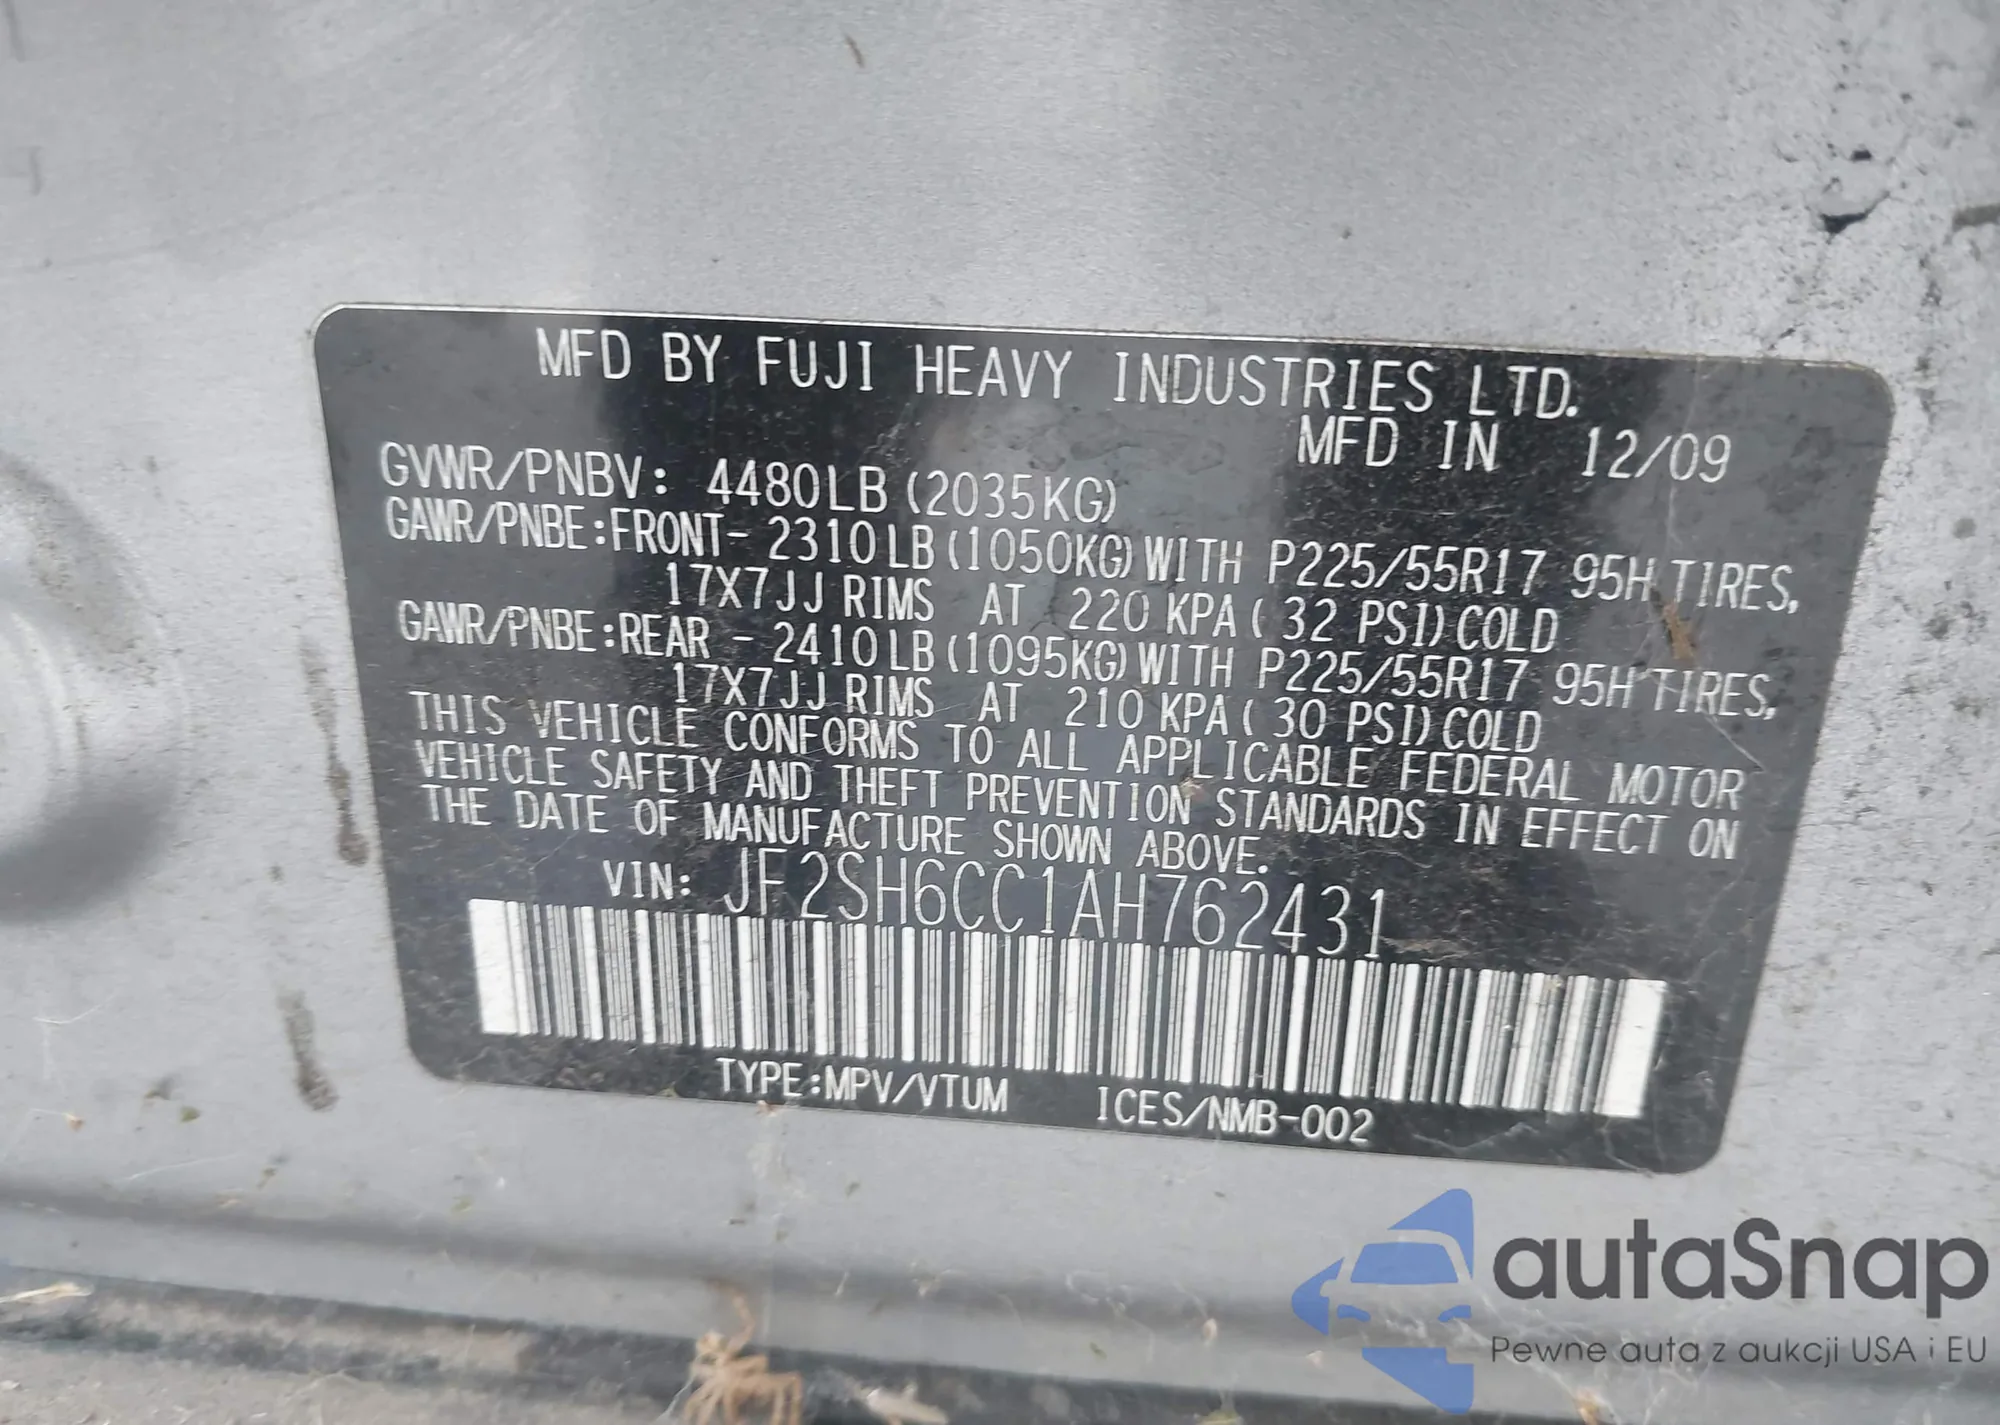 MFD BY FUJI HEAVY INDUSTRIES LTD.
MFD IN 12/09
GVWR/PNBV: 4480LB (2035KG)
GAWR/PNBE:FRONT- 2310LB (1050KG) WITH P225/55R17 95H TIRES,
17X7JJ RIMS AT 220 KPA ( 32 PSI) COLD
GAWR/PNBE:REAR - 2410LB (1095KG) WITH P225/55R17 95H TIRES,
17X7JJ RIMS AT 210 KPA ( 30 PSI) COLD
THIS VEHICLE CONFORMS TO ALL APPLICABLE FEDERAL MOTOR
VEHICLE SAFETY AND THEFT PREVENTION STANDARDS IN EFFECT ON
THE DATE OF MANUFACTURE SHOWN ABOVE.
VIN: JF2SH6CC1AH762431
TYPE:MPV/VTUM ICES/NMB-002
autaSnap
Pewne auta z aukcji USA i EU